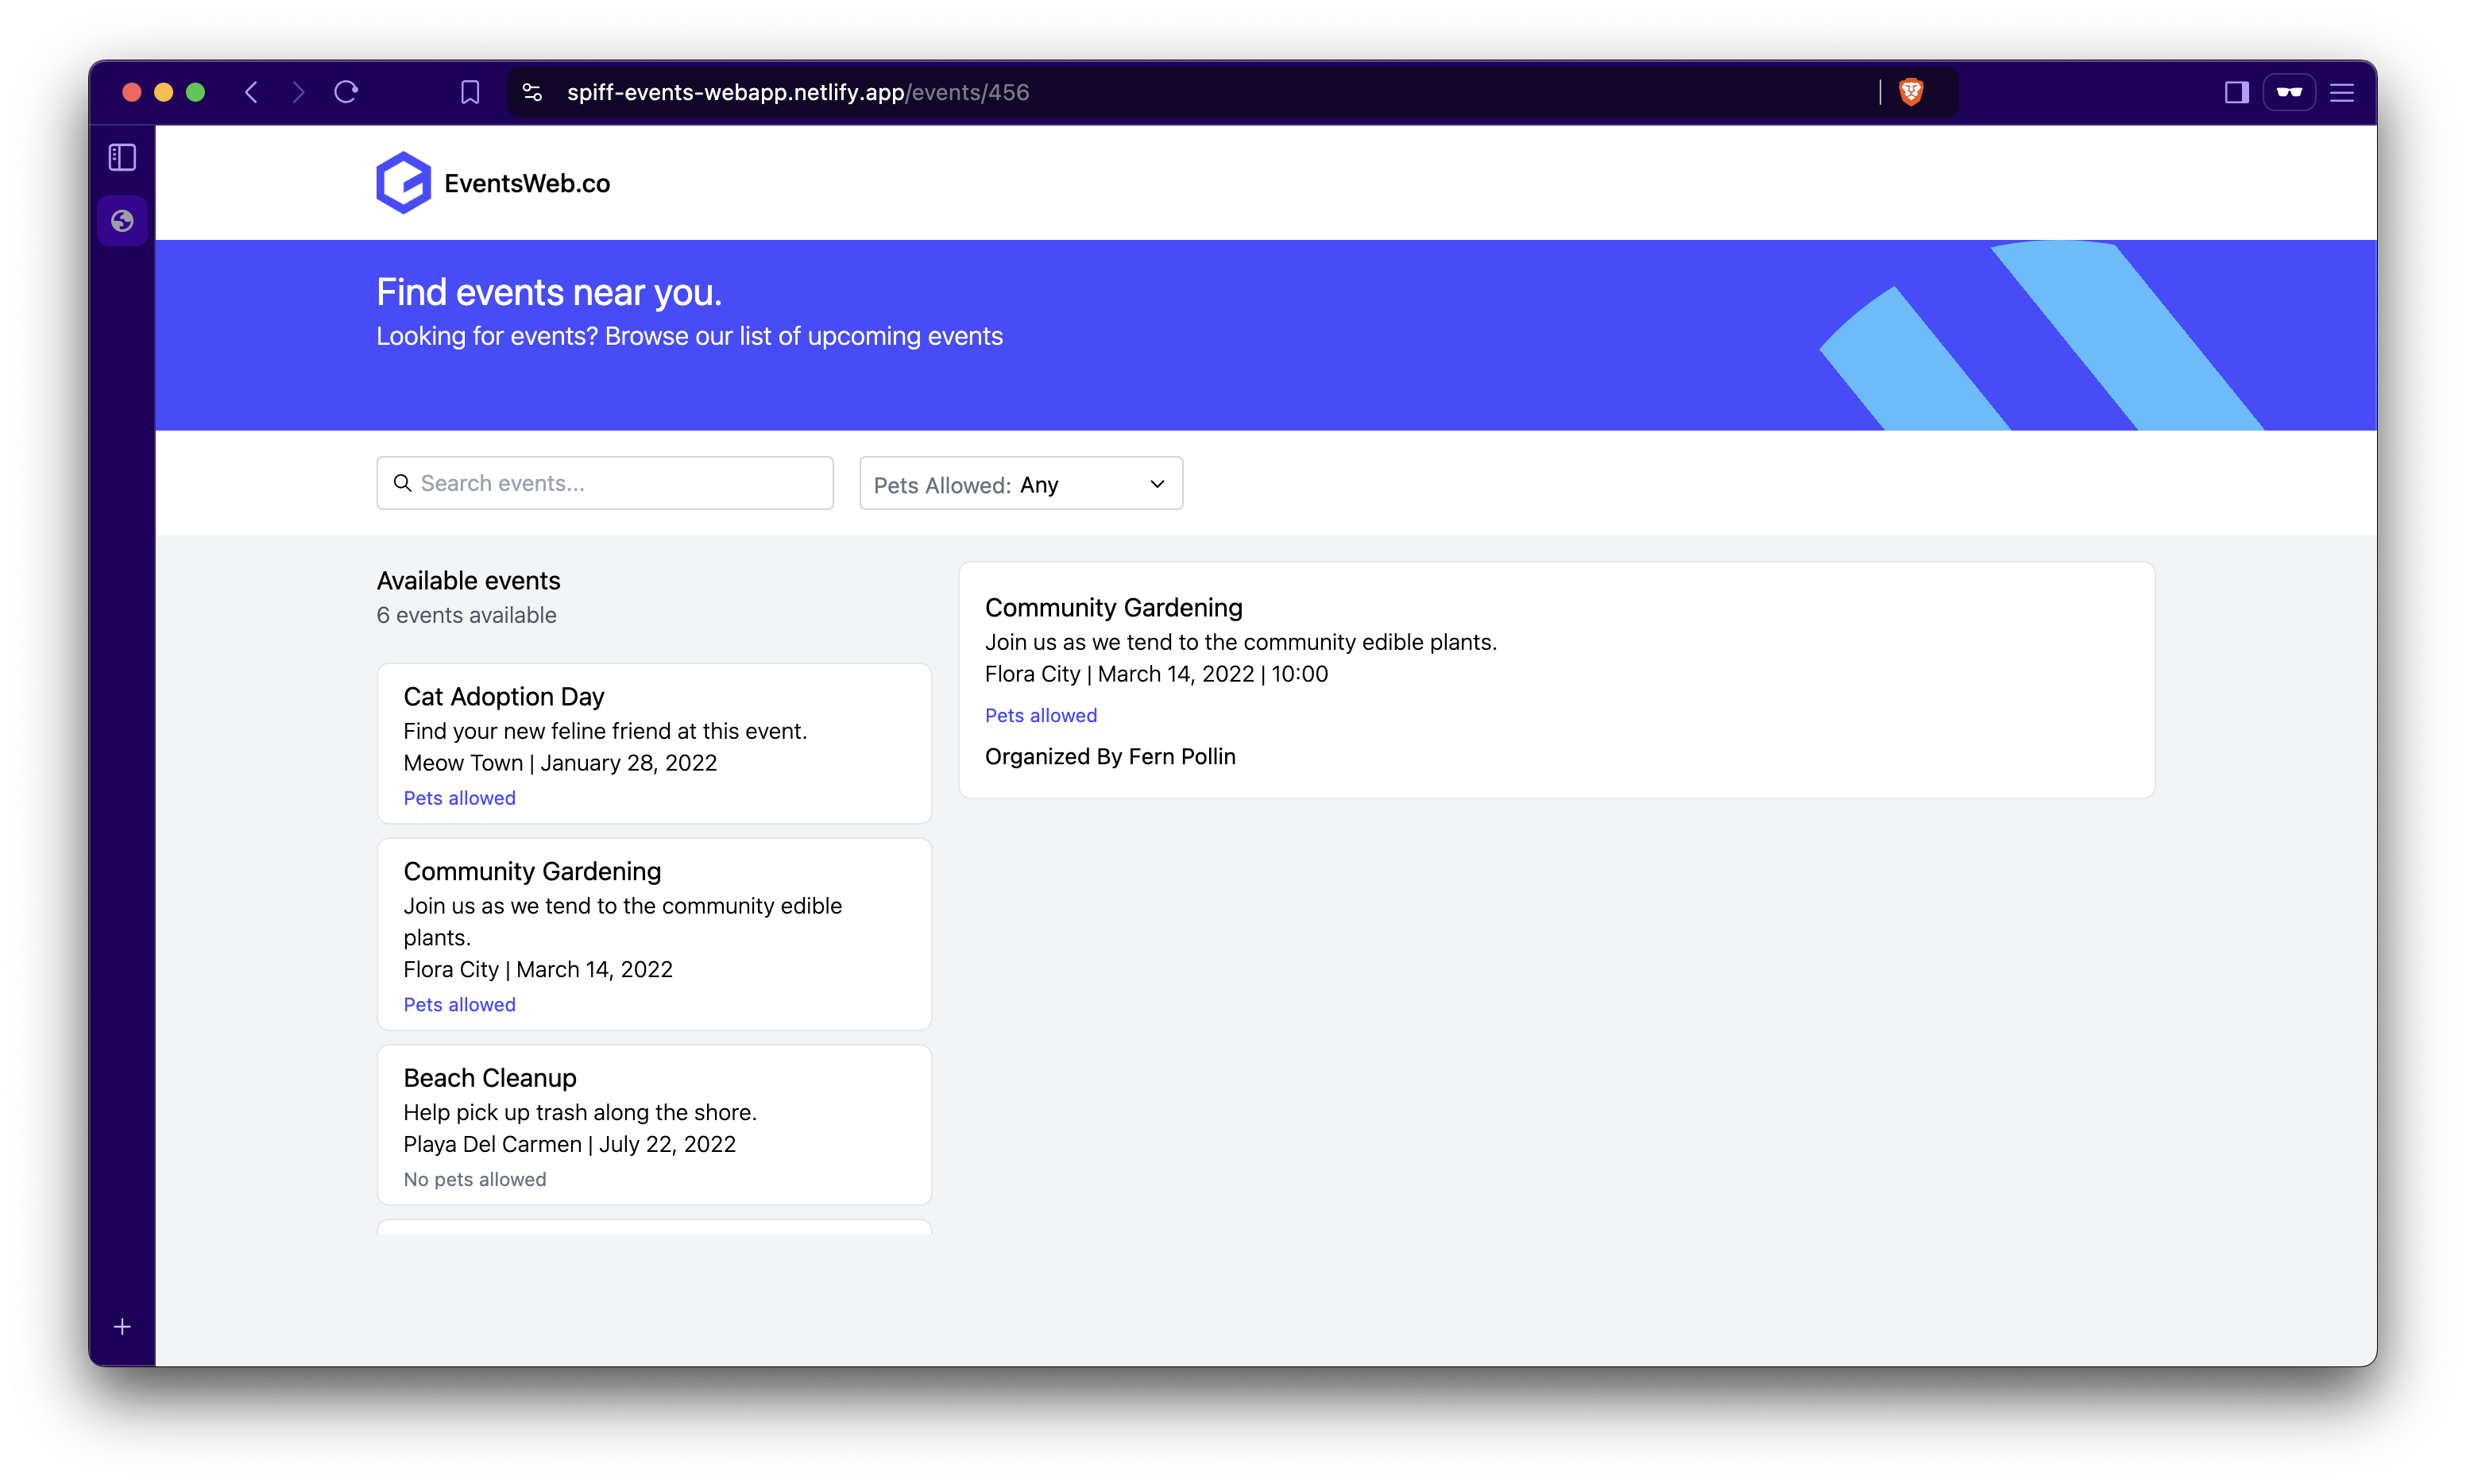 spiff-events-webapp.netlify.app/events/456
EventsWeb.co
Find events near you.
Looking for events? Browse our list of upcoming events
Search events...
Pets Allowed: Any
Available events
6 events available
Cat Adoption Day
Find your new feline friend at this event.
Meow Town | January 28, 2022
Pets allowed
Community Gardening
Join us as we tend to the community edible
plants.
Flora City | March 14, 2022
Pets allowed
Beach Cleanup
Help pick up trash along the shore.
Playa Del Carmen | July 22, 2022
No pets allowed
Community Gardening
Join us as we tend to the community edible plants.
Flora City | March 14, 2022 | 10:00
Pets allowed
Organized By Fern Pollin